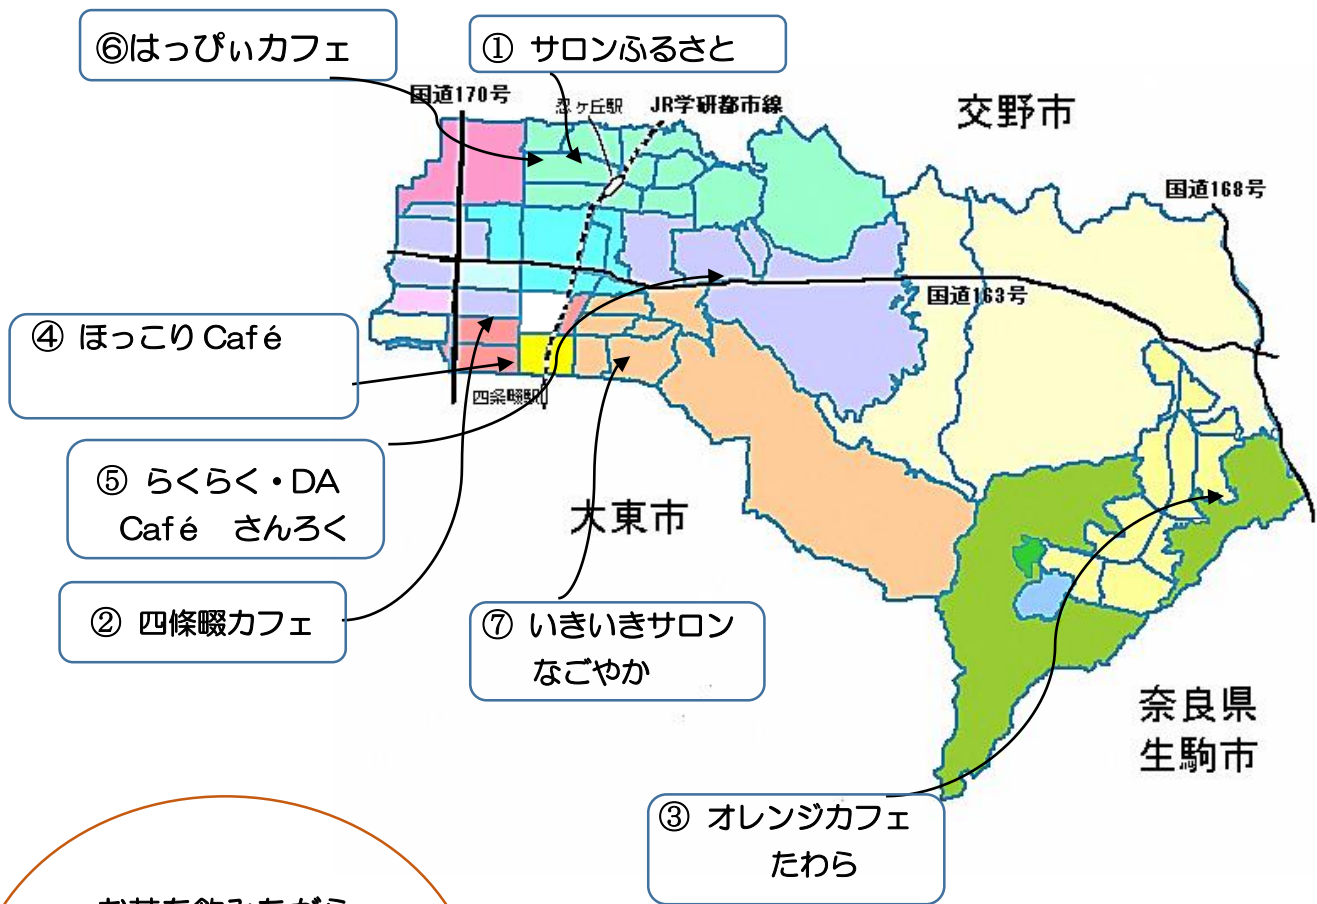 ⑥はっぴぃカフェ
① サロンふるさと
国道170号
忍ヶ丘駅
JR学研都市線
交野市
国道168号
国道163号
④ ほっこり Café
四条畷駅
⑤ らくらく・DA
Café さんろく
大東市
② 四條畷カフェ
⑦ いきいきサロン
なごやか
奈良県
生駒市
③ オレンジカフェ
たわら